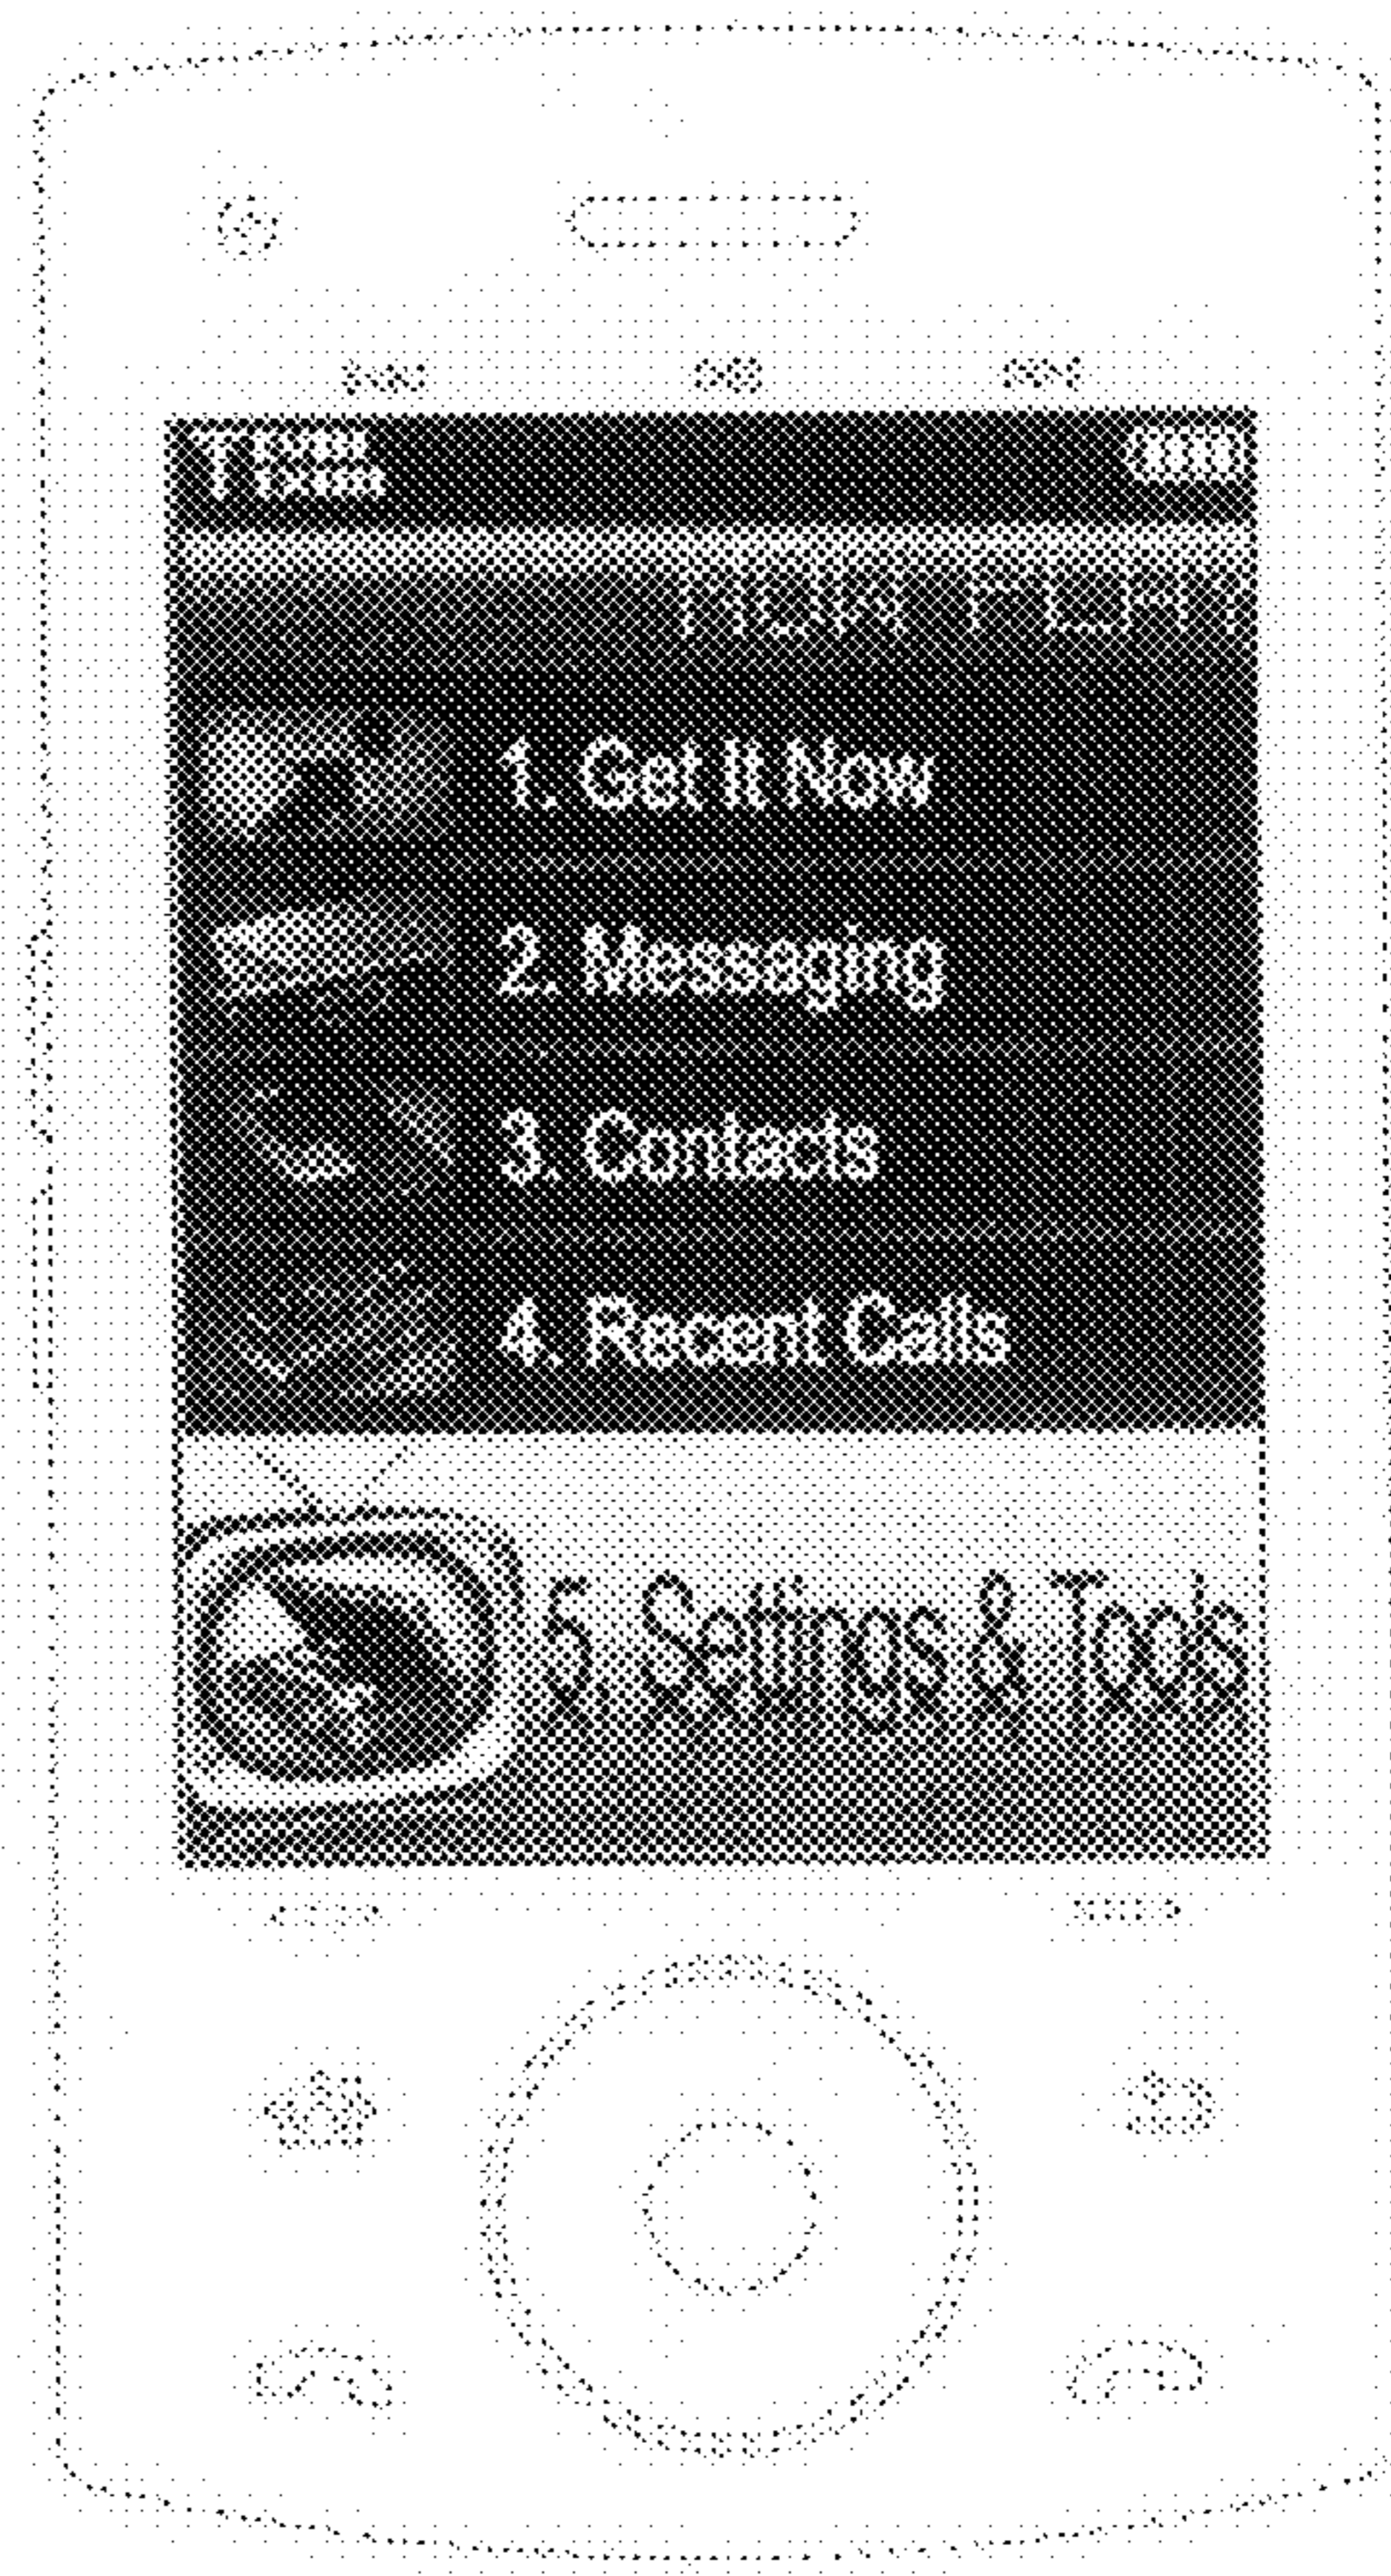 1. Get It Now
2. Messaging
3. Contacts
4. Recent Calls
5. Settings & Tools